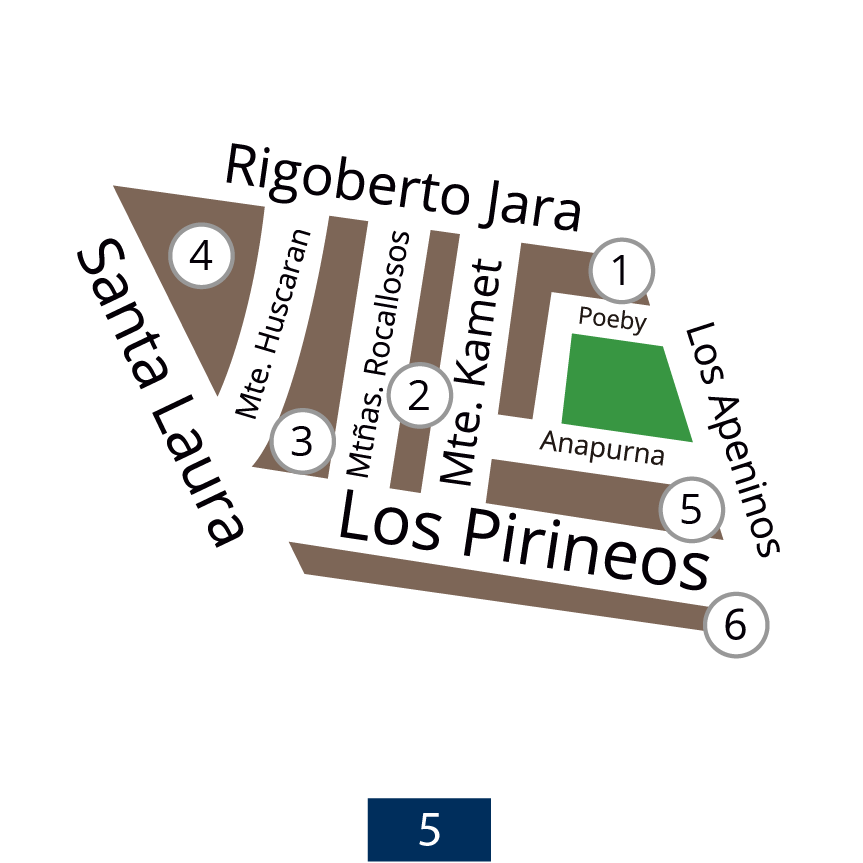 Rigoberto Jara
4
Mte. Huscaran
Mtñas. Rocallosos
Mte. Kamet
1
Poeby
Santa Laura
Los Apeninos
2
3
Anapurna
5
Los Pirineos
6
5